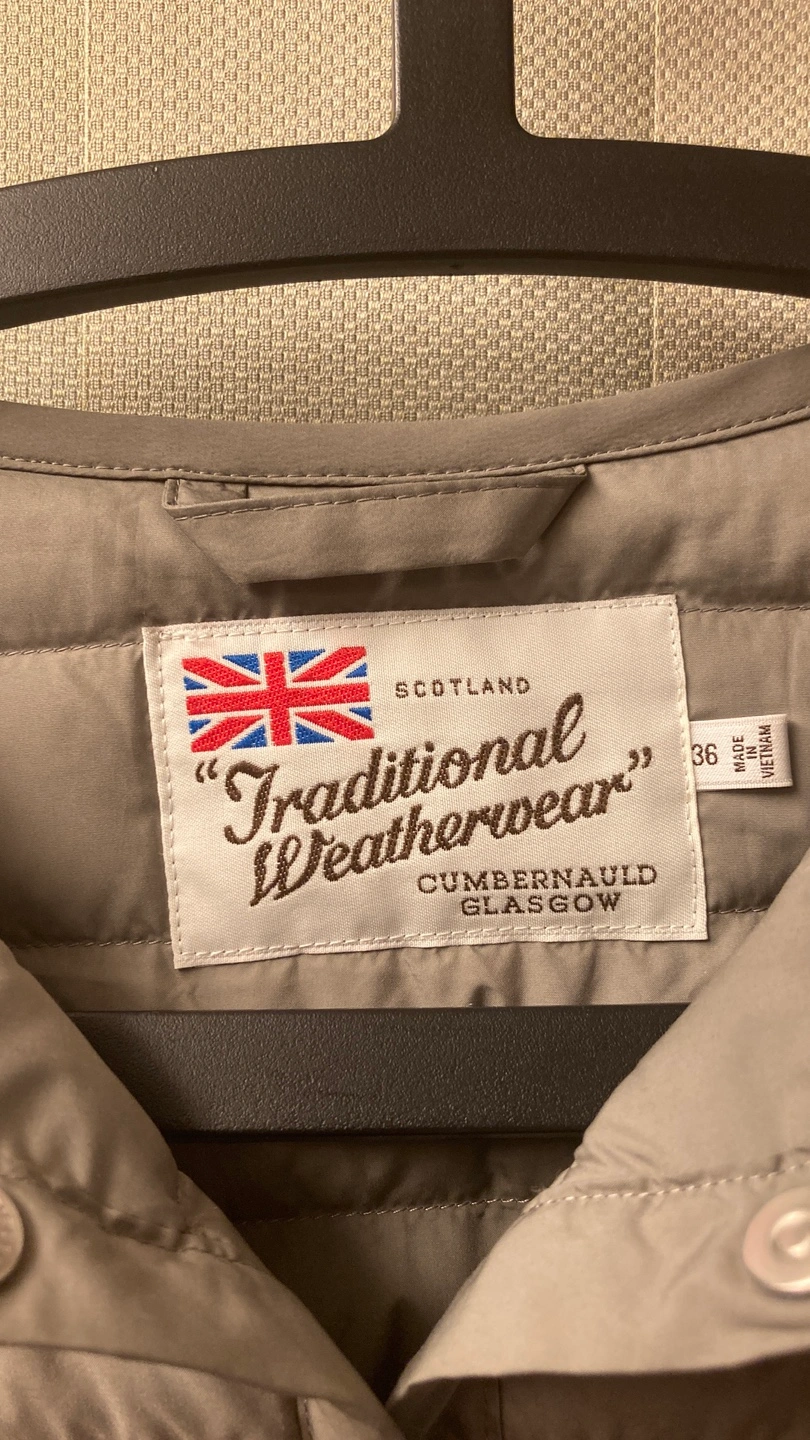 SCOTLAND
“Traditional
Weatherwear”
CUMBERNAULD
GLASGOW
36
MADE
IN
VIETNAM